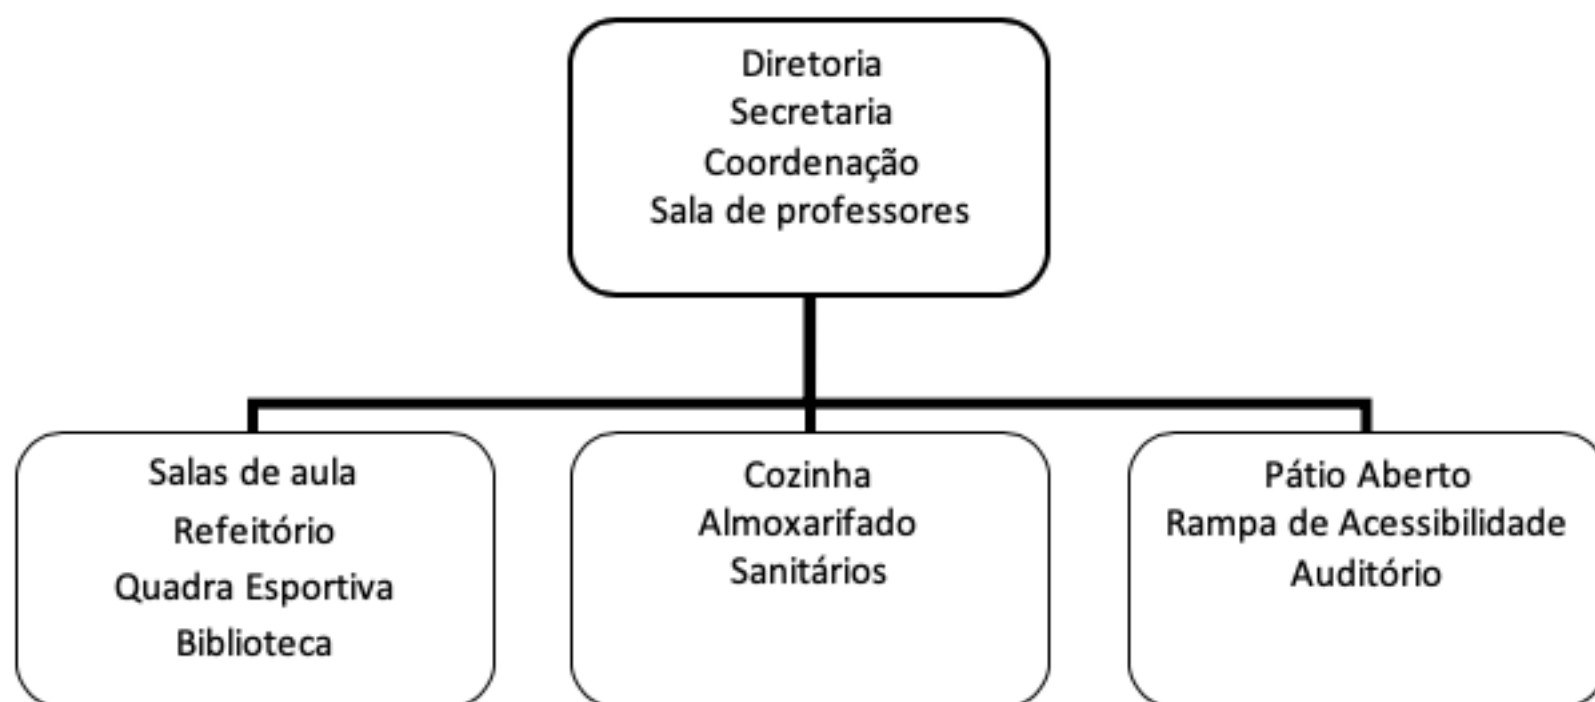 Diretoria
Secretaria
Coordenação
Sala de professores
Salas de aula
Refeitório
Quadra Esportiva
Biblioteca
Cozinha
Almoxarifado
Sanitários
Pátio Aberto
Rampa de Acessibilidade
Auditório